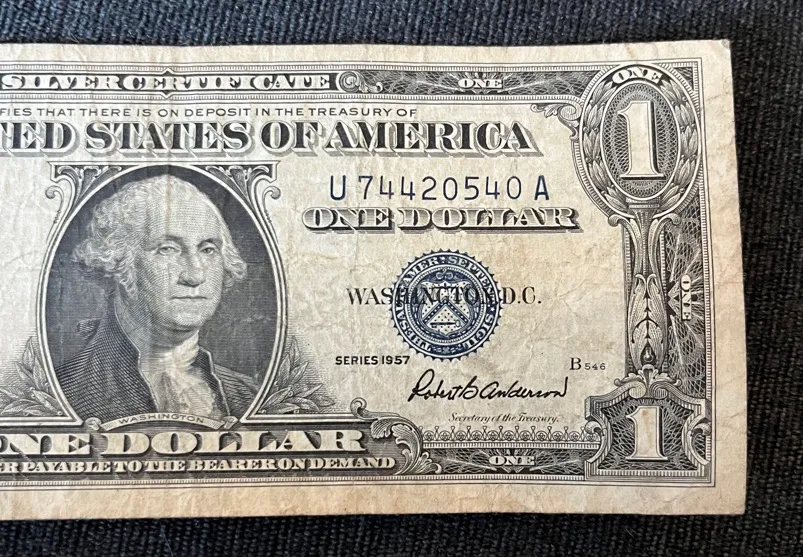 SILVER CERTIFICATE ONE ONE
FIES THAT THERE IS ON DEPOSIT IN THE TREASURY OF
TED STATES OF AMERICA
1
U 74420540 A
ONE DOLLAR
WASHINGTON, D.C.
ONE
SERIES 1957
B 546
Robert B Anderson
Secretary of the Treasury.
WASHINGTON
1
NE DOLLAR
R PAYABLE TO THE BEARER ON DEMAND
ONE